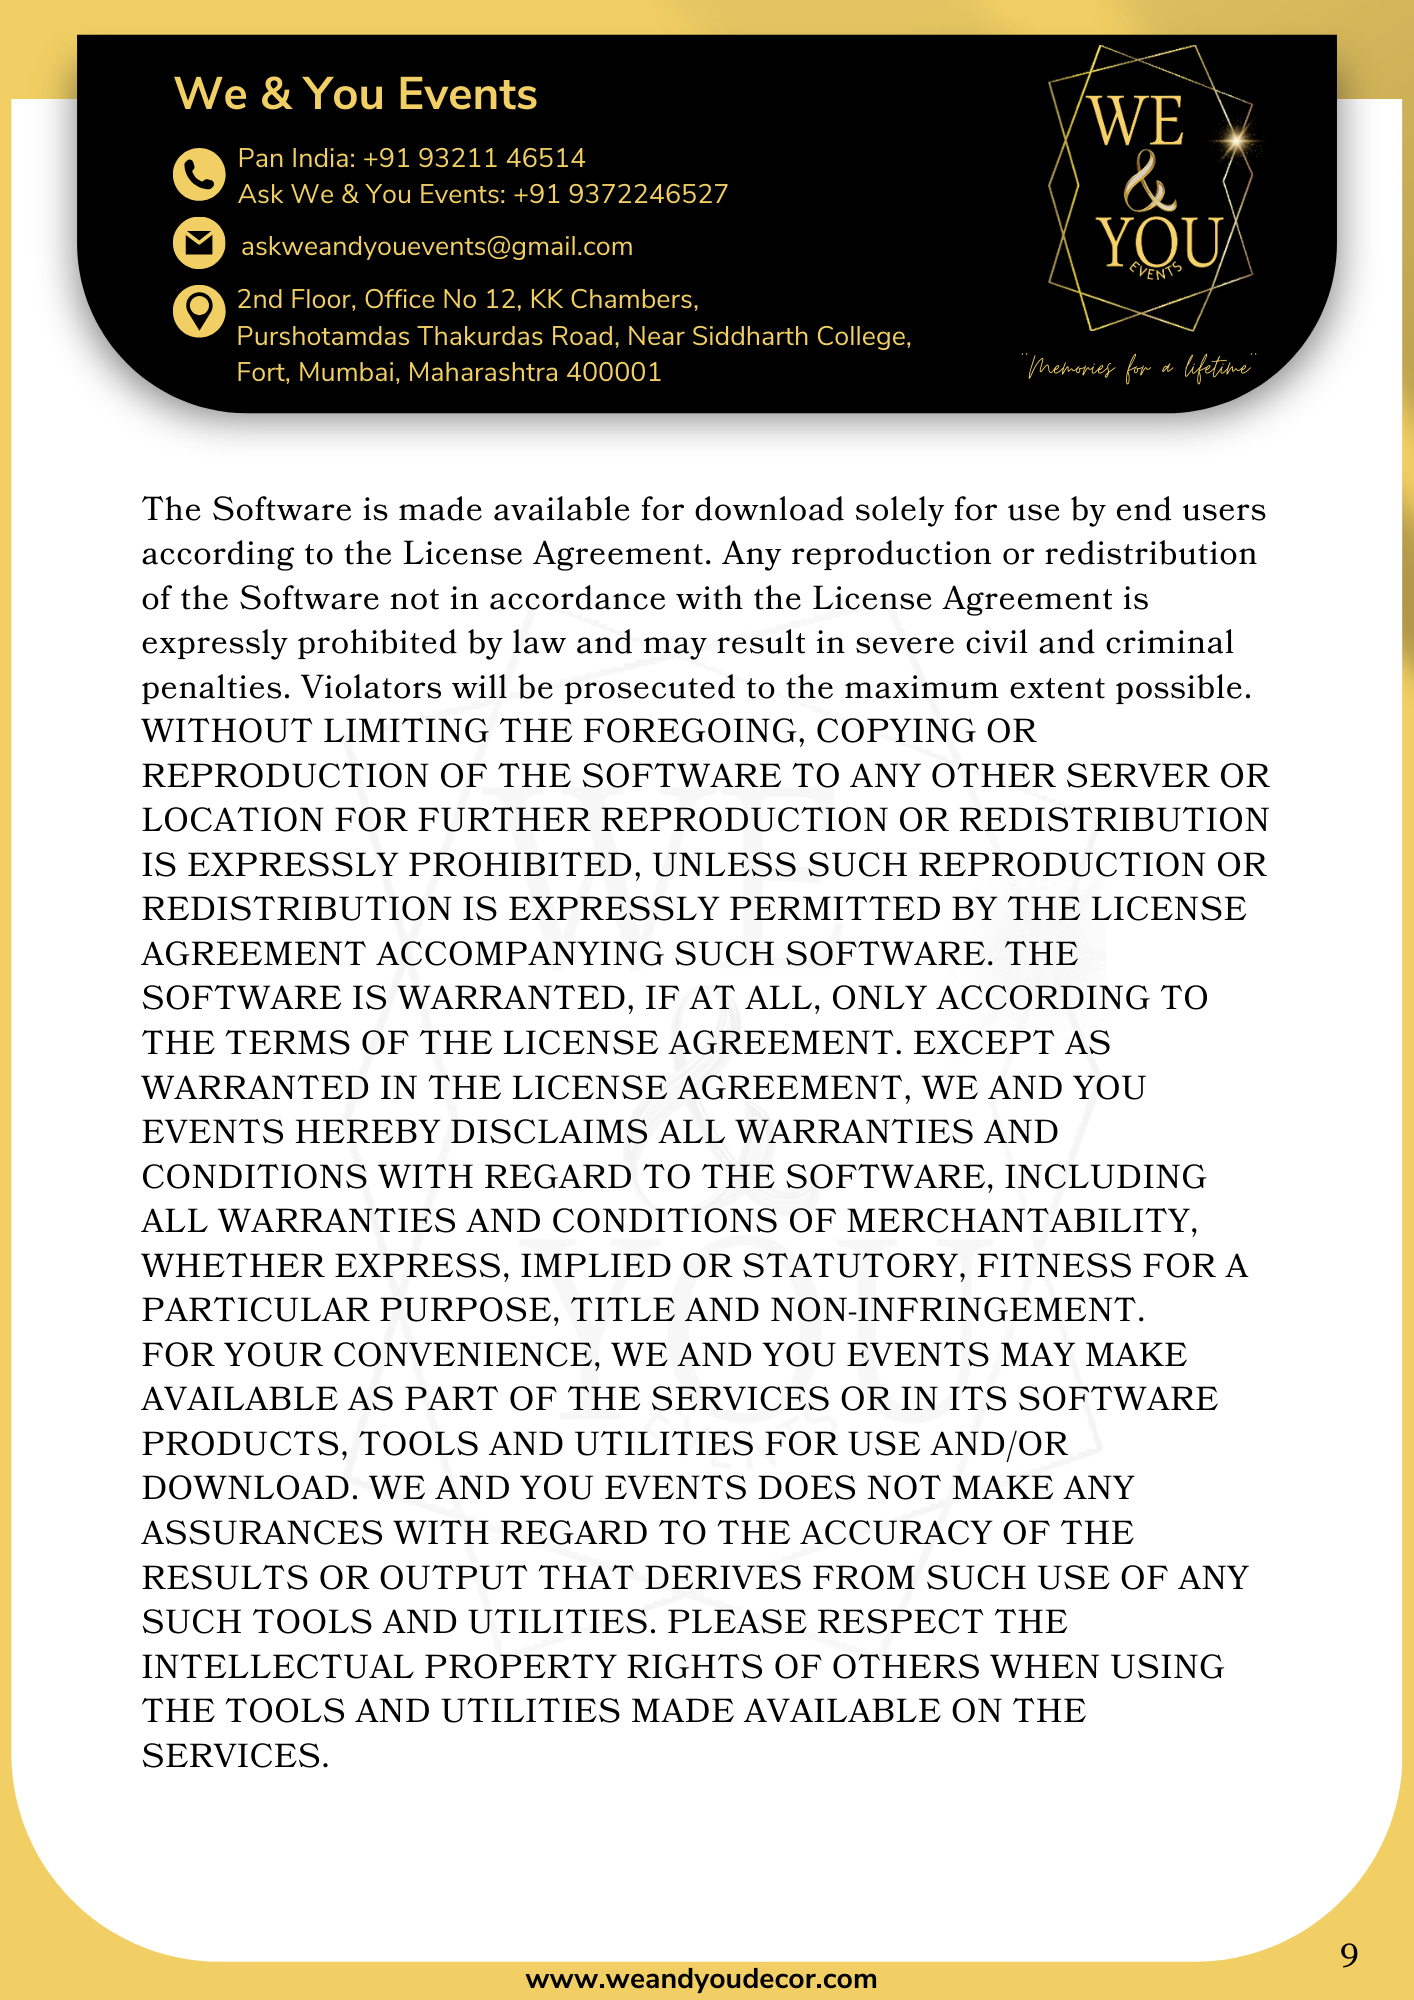 We & You Events
Pan India: +91 93211 46514
Ask We & You Events: +91 9372246527
askweandyouevents@gmail.com
2nd Floor, Office No 12, KK Chambers,
Purshotamdas Thakurdas Road, Near Siddharth College,
Fort, Mumbai, Maharashtra 400001
WE
&
YOU
EVENTS
"Memories for a lifetime"
The Software is made available for download solely for use by end users
according to the License Agreement. Any reproduction or redistribution
of the Software not in accordance with the License Agreement is
expressly prohibited by law and may result in severe civil and criminal
penalties. Violators will be prosecuted to the maximum extent possible.
WITHOUT LIMITING THE FOREGOING, COPYING OR
REPRODUCTION OF THE SOFTWARE TO ANY OTHER SERVER OR
LOCATION FOR FURTHER REPRODUCTION OR REDISTRIBUTION
IS EXPRESSLY PROHIBITED, UNLESS SUCH REPRODUCTION OR
REDISTRIBUTION IS EXPRESSLY PERMITTED BY THE LICENSE
AGREEMENT ACCOMPANYING SUCH SOFTWARE. THE
SOFTWARE IS WARRANTED, IF AT ALL, ONLY ACCORDING TO
THE TERMS OF THE LICENSE AGREEMENT. EXCEPT AS
WARRANTED IN THE LICENSE AGREEMENT, WE AND YOU
EVENTS HEREBY DISCLAIMS ALL WARRANTIES AND
CONDITIONS WITH REGARD TO THE SOFTWARE, INCLUDING
ALL WARRANTIES AND CONDITIONS OF MERCHANTABILITY,
WHETHER EXPRESS, IMPLIED OR STATUTORY, FITNESS FOR A
PARTICULAR PURPOSE, TITLE AND NON-INFRINGEMENT.
FOR YOUR CONVENIENCE, WE AND YOU EVENTS MAY MAKE
AVAILABLE AS PART OF THE SERVICES OR IN ITS SOFTWARE
PRODUCTS, TOOLS AND UTILITIES FOR USE AND/OR
DOWNLOAD. WE AND YOU EVENTS DOES NOT MAKE ANY
ASSURANCES WITH REGARD TO THE ACCURACY OF THE
RESULTS OR OUTPUT THAT DERIVES FROM SUCH USE OF ANY
SUCH TOOLS AND UTILITIES. PLEASE RESPECT THE
INTELLECTUAL PROPERTY RIGHTS OF OTHERS WHEN USING
THE TOOLS AND UTILITIES MADE AVAILABLE ON THE
SERVICES.
WE
&
YOU
EVENTS
9
www.weandyoudecor.com